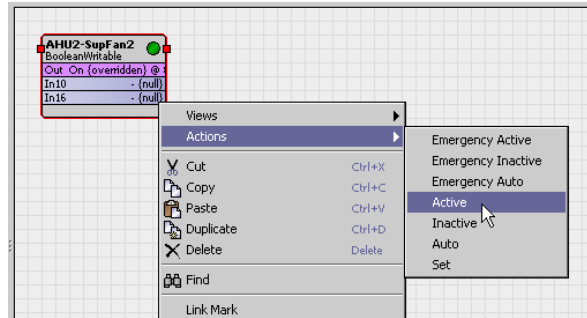 AHU2-SupFan2
BooleanWritable
Out On {overridden} @
In10 - {null}
In16 - {null}
Views
Actions
Cut Ctrl+X
Copy Ctrl+C
Paste Ctrl+V
Duplicate Ctrl+D
Delete Delete
Find
Link Mark
Emergency Active
Emergency Inactive
Emergency Auto
Active
Inactive
Auto
Set